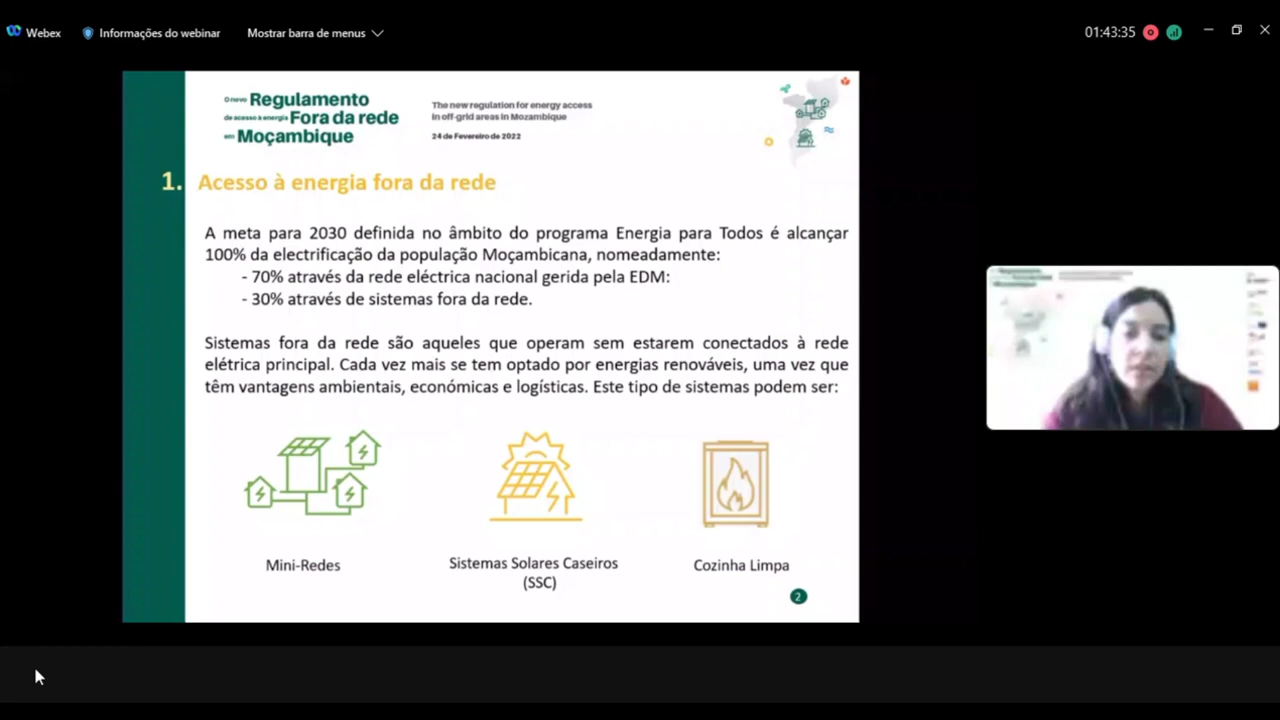 Webex
Informações do webinar
Mostrar barra de menus
01:43:35
O novo Regulamento
de acesso à energia Fora da rede
em Moçambique
The new regulation for energy access
in off-grid areas in Mozambique
24 de Fevereiro de 2022
1. Acesso à energia fora da rede
A meta para 2030 definida no âmbito do programa Energia para Todos é alcançar
100% da electrificação da população Moçambicana, nomeadamente:
- 70% através da rede eléctrica nacional gerida pela EDM:
- 30% através de sistemas fora da rede.
Sistemas fora da rede são aqueles que operam sem estarem conectados à rede
elétrica principal. Cada vez mais se tem optado por energias renováveis, uma vez que
têm vantagens ambientais, económicas e logísticas. Este tipo de sistemas podem ser:
Mini-Redes
Sistemas Solares Caseiros
(SSC)
Cozinha Limpa
2